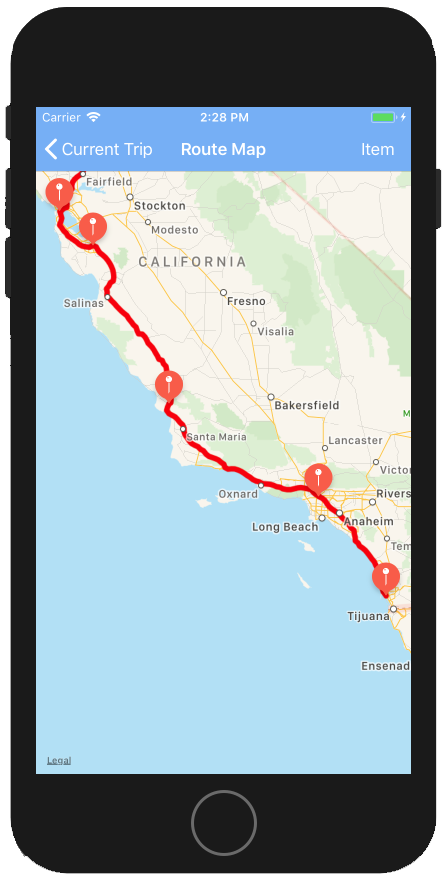 Carrier 2:28 PM
Current Trip Route Map Item
Fairfield
Stockton
Modesto
CALIFORNIA
Salinas
Fresno
Visalia
Bakersfield
M
Santa Maria
Lancaster
Victor
Oxnard
Rivers
Long Beach
Anaheim
Tem
Tijuana
Ensenad
Legal